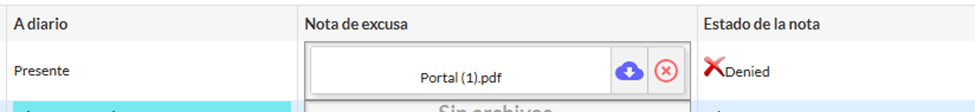 A diario Nota de excusa Estado de la nota
Presente Portal (1).pdf Denied
Sin archivos